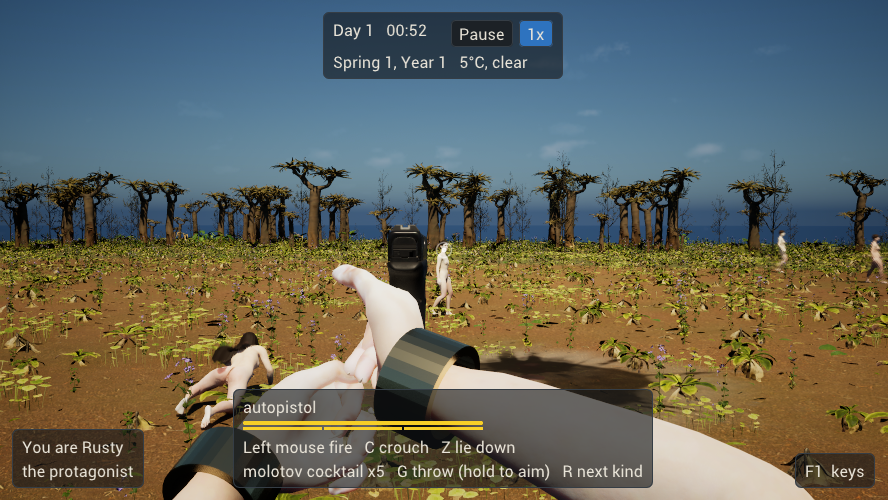 Day 1 00:52 Pause 1x
Spring 1, Year 1 5°C, clear
autopistol
Left mouse fire C crouch Z lie down
molotov cocktail x5 G throw (hold to aim) R next kind
You are Rusty
the protagonist
F1 keys